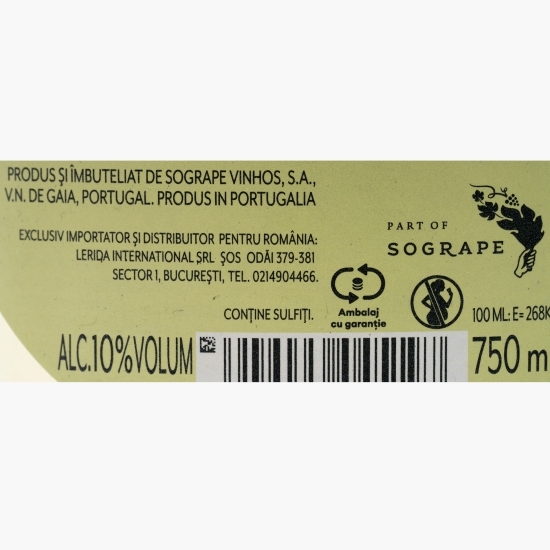 PRODUS ȘI ÎMBUTELIAT DE SOGRAPE VINHOS, S.A.,
V.N. DE GAIA, PORTUGAL. PRODUS IN PORTUGALIA
EXCLUSIV IMPORTATOR ȘI DISTRIBUITOR PENTRU ROMÂNIA:
LERIDA INTERNATIONAL SRL ȘOS ODĂI 379-381
SECTOR 1, BUCUREȘTI, TEL. 0214904466.
PART OF
SOGRAPE
CONȚINE SULFIȚI.
Ambalaj
cu garanție
100 ML: E= 268K
ALC.10%VOLUM
750 m